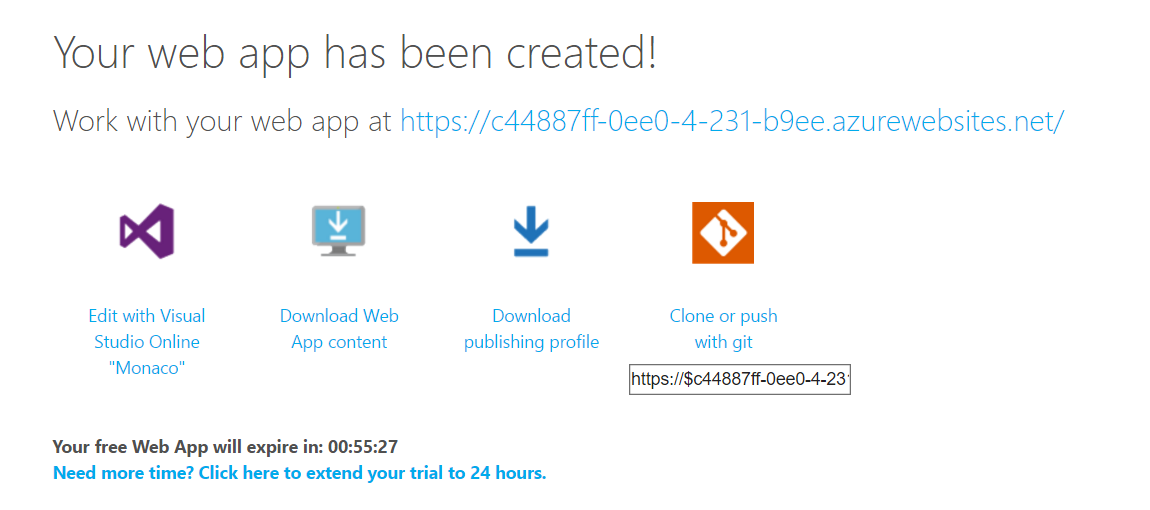 Your web app has been created!
Work with your web app at https://c44887ff-0ee0-4-231-b9ee.azurewebsites.net/
Edit with Visual
Studio Online
"Monaco"
Download Web
App content
Download
publishing profile
Clone or push
with git
https://$c44887ff-0ee0-4-23
Your free Web App will expire in: 00:55:27
Need more time? Click here to extend your trial to 24 hours.